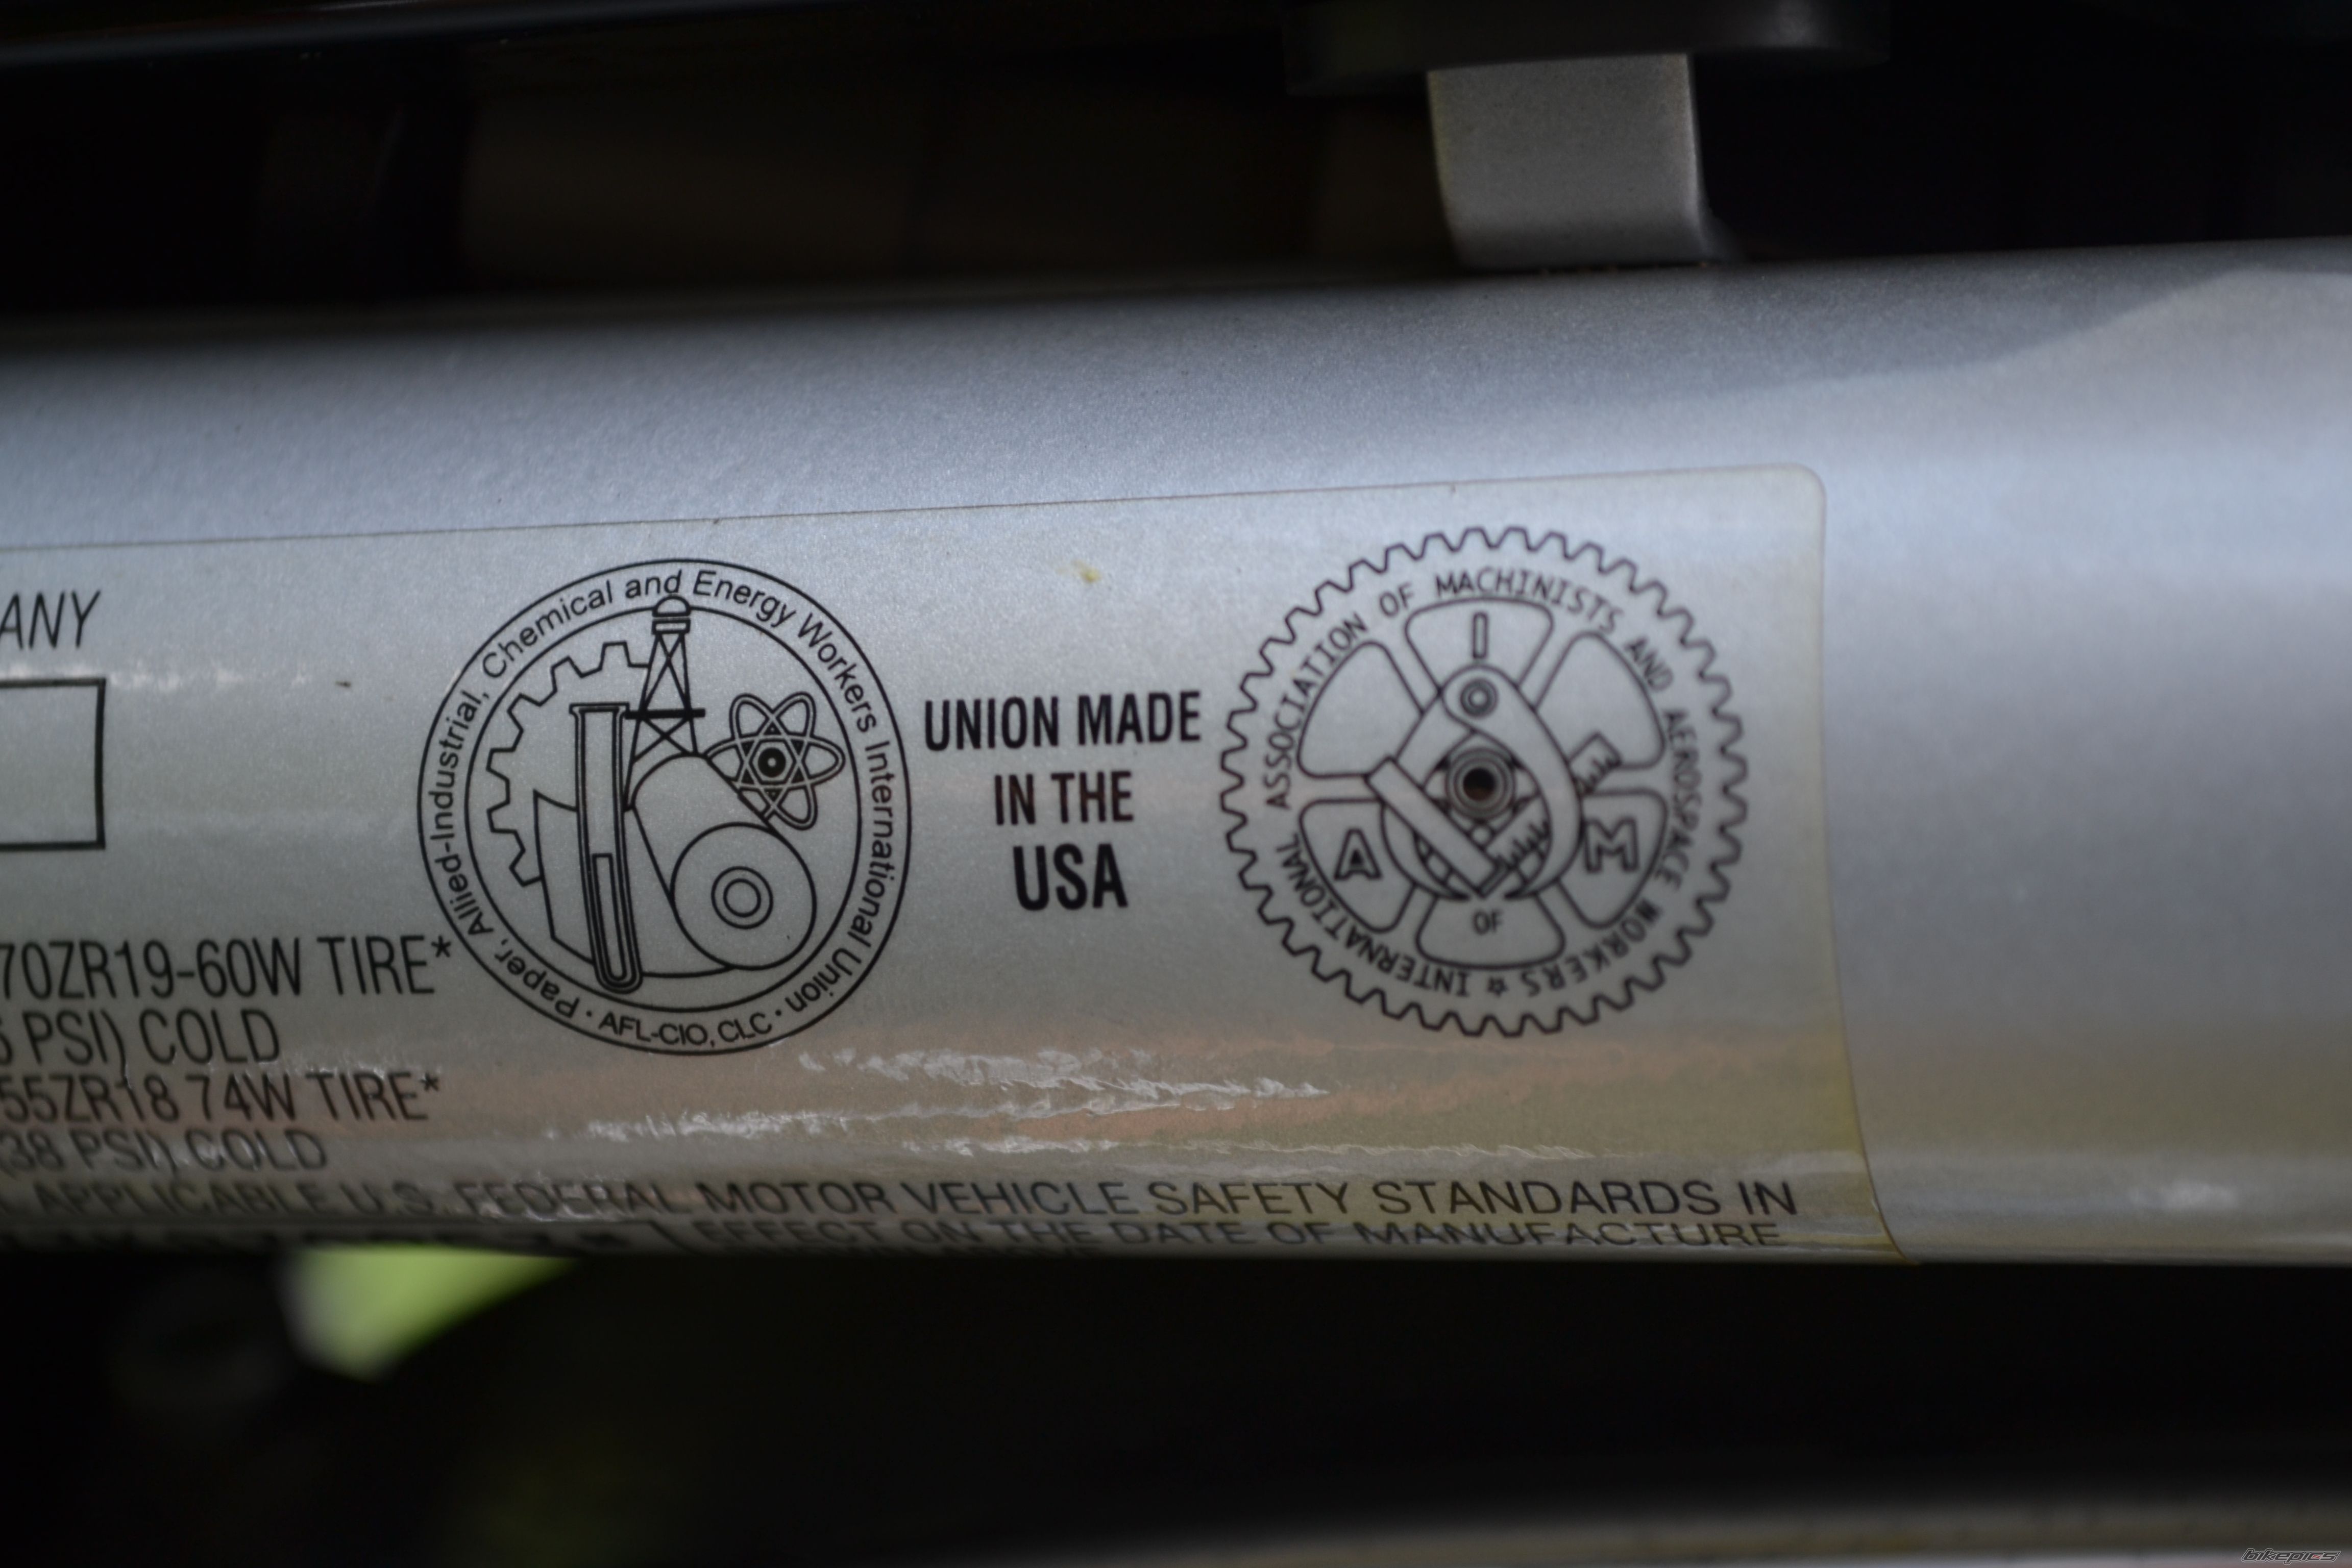 ANY
Paper, Allied-Industrial, Chemical and Energy Workers International Union
· AFL-CIO, CLC ·
UNION MADE
IN THE
USA
INTERNATIONAL ASSOCIATION OF MACHINISTS AND AEROSPACE WORKERS ☆
I
A
M
OF
70ZR19-60W TIRE*
PSI) COLD
55ZR18 74W TIRE*
(38 PSI) COLD
APPLICABLE U.S. FEDERAL MOTOR VEHICLE SAFETY STANDARDS IN
EFFECT ON THE DATE OF MANUFACTURE
bikepics